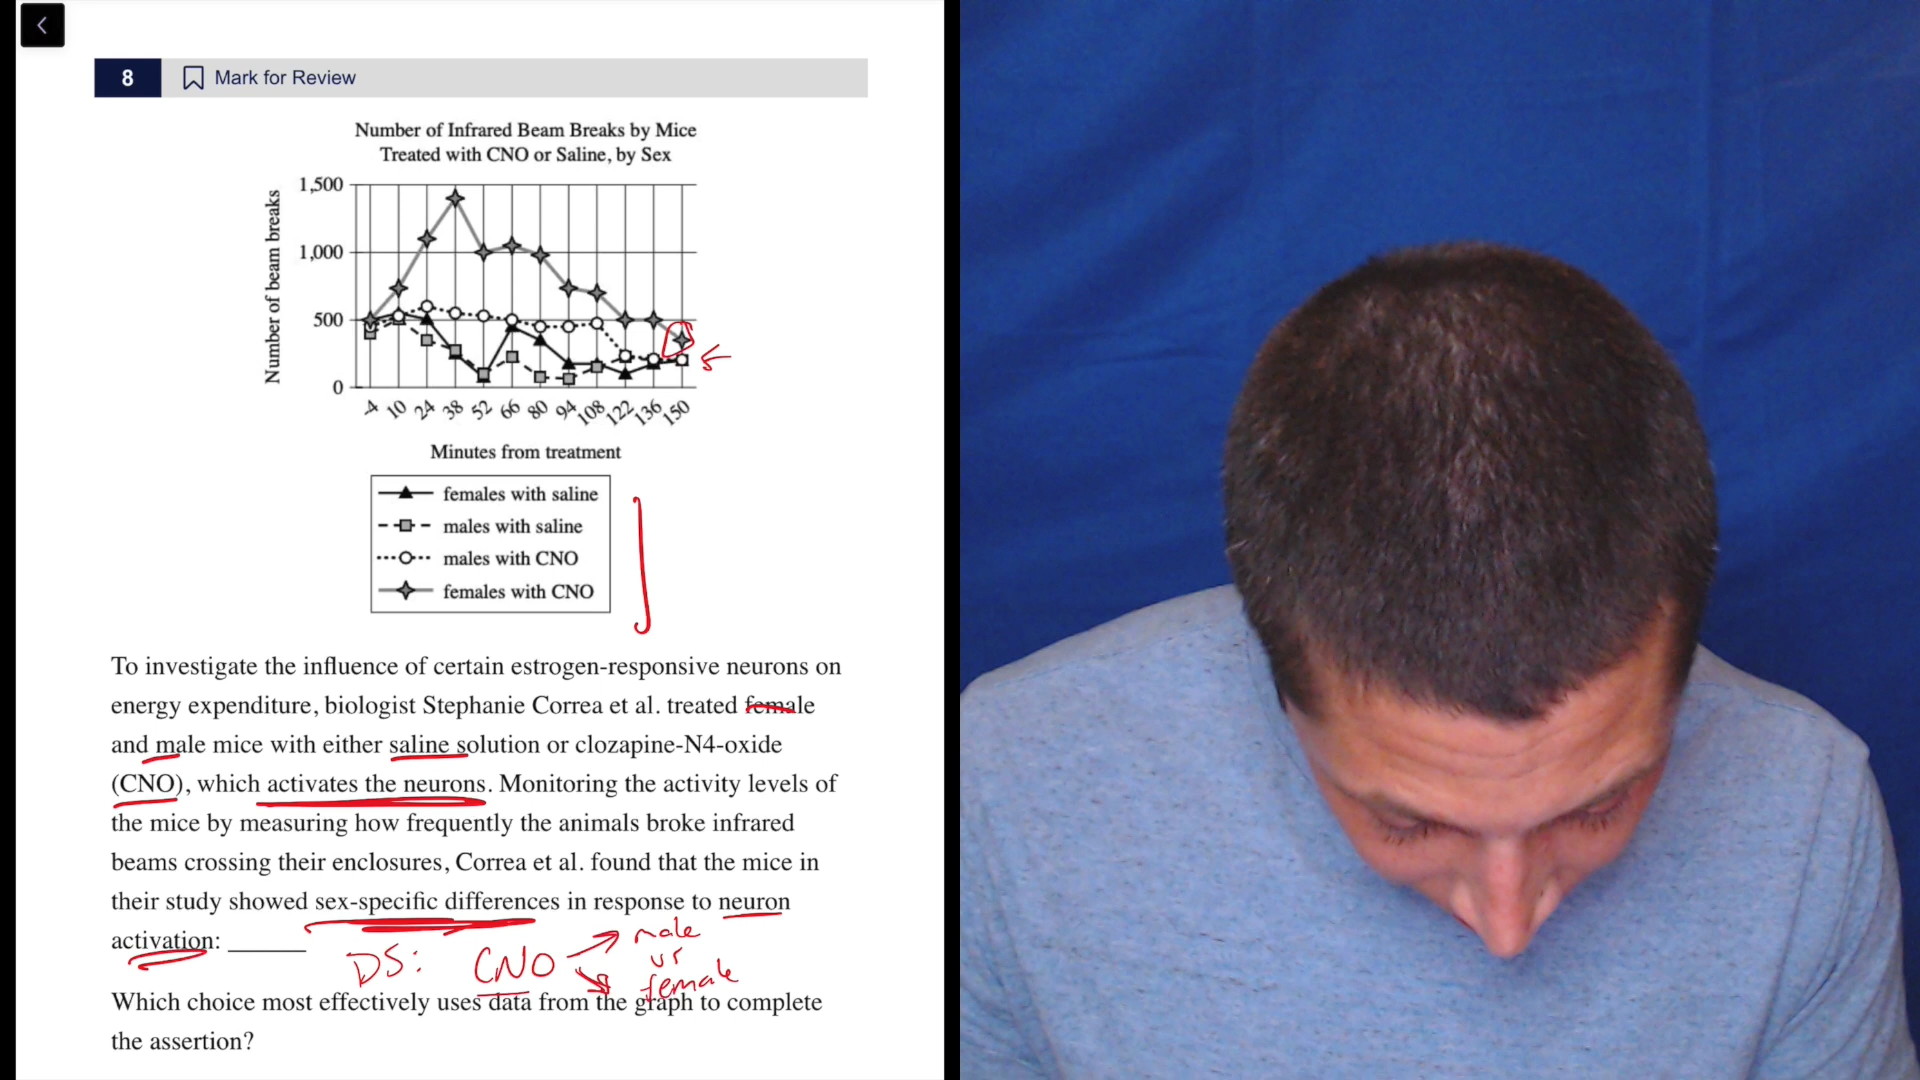 8 Mark for Review
Number of Infrared Beam Breaks by Mice
Treated with CNO or Saline, by Sex
Number of beam breaks
1,500
1,000
500
0
-4 10 24 38 52 66 80 94 108 122 136 150
Minutes from treatment
females with saline
males with saline
males with CNO
females with CNO
To investigate the influence of certain estrogen-responsive neurons on
energy expenditure, biologist Stephanie Correa et al. treated female
and male mice with either saline solution or clozapine-N4-oxide
(CNO), which activates the neurons. Monitoring the activity levels of
the mice by measuring how frequently the animals broke infrared
beams crossing their enclosures, Correa et al. found that the mice in
their study showed sex-specific differences in response to neuron
activation: ______
DS: CNO male
vs
female
Which choice most effectively uses data from the graph to complete
the assertion?